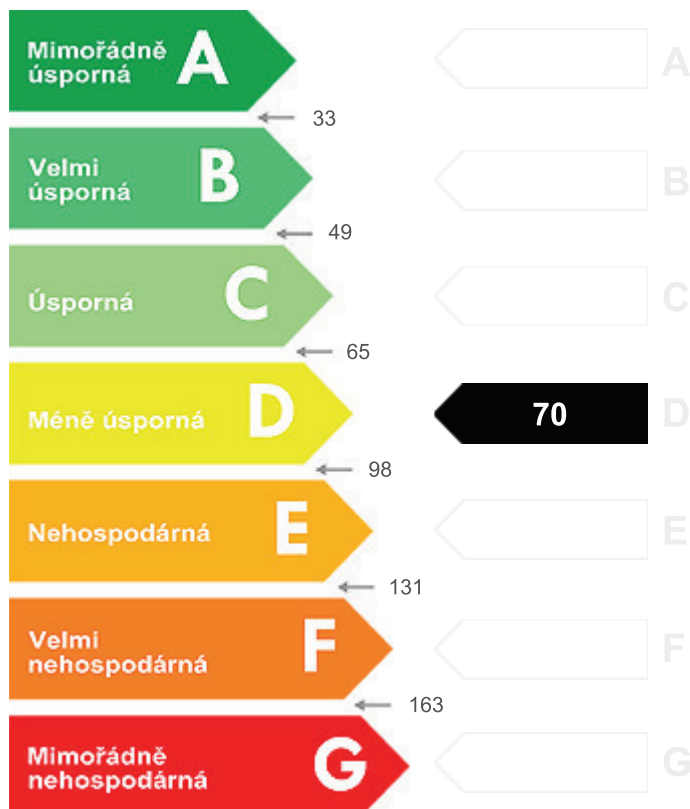 Mimořádně
úsporná
A
A
33
Velmi
úsporná
B
B
49
Úsporná
C
C
65
Méně úsporná
D
70
D
98
Nehospodárná
E
E
131
Velmi
nehospodárná
F
F
163
Mimořádně
nehospodárná
G
G